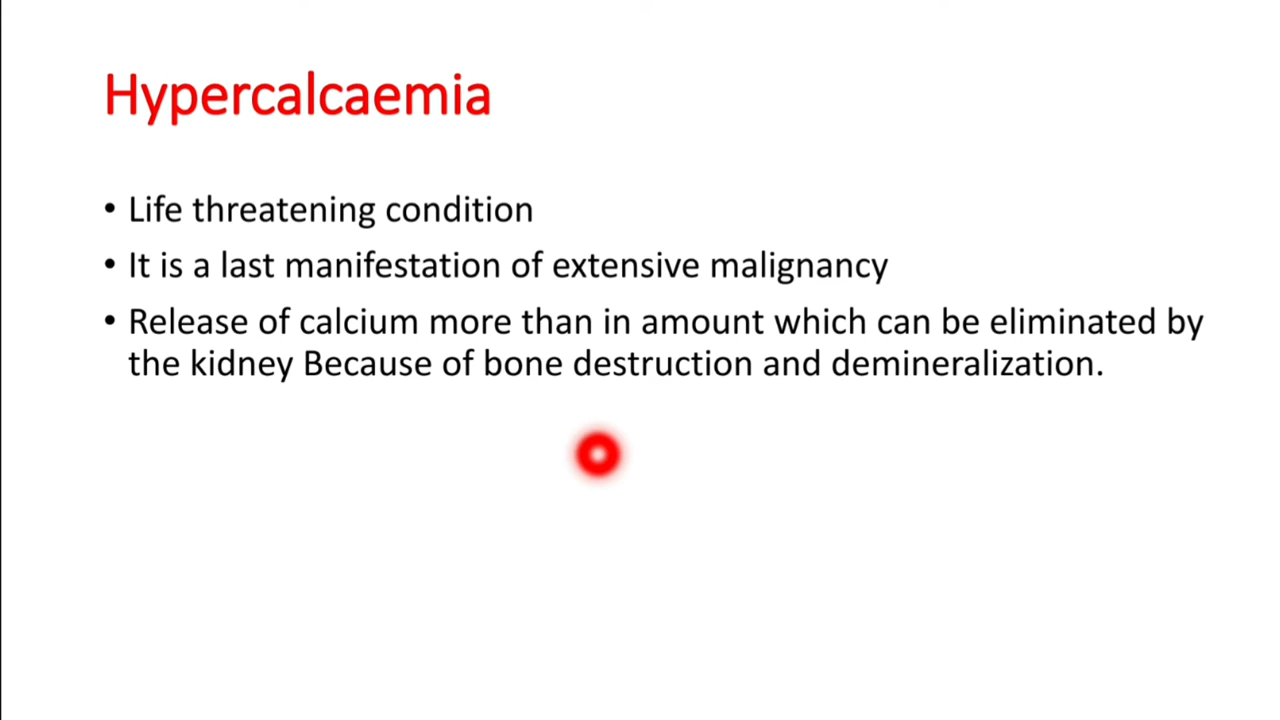 Hypercalcaemia
• Life threatening condition
• It is a last manifestation of extensive malignancy
• Release of calcium more than in amount which can be eliminated by
the kidney Because of bone destruction and demineralization.